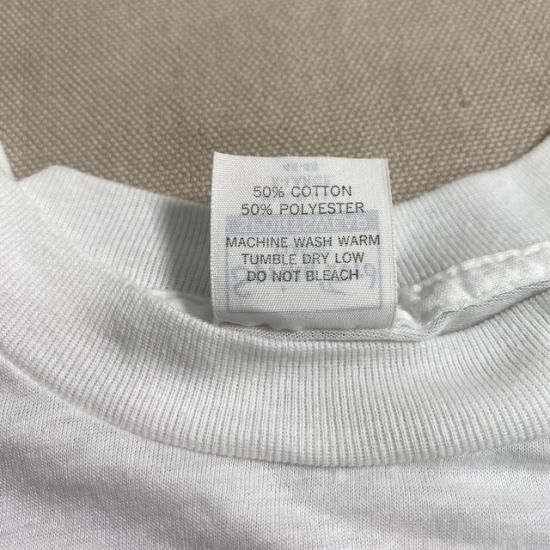 50% COTTON
50% POLYESTER
MACHINE WASH WARM
TUMBLE DRY LOW
DO NOT BLEACH